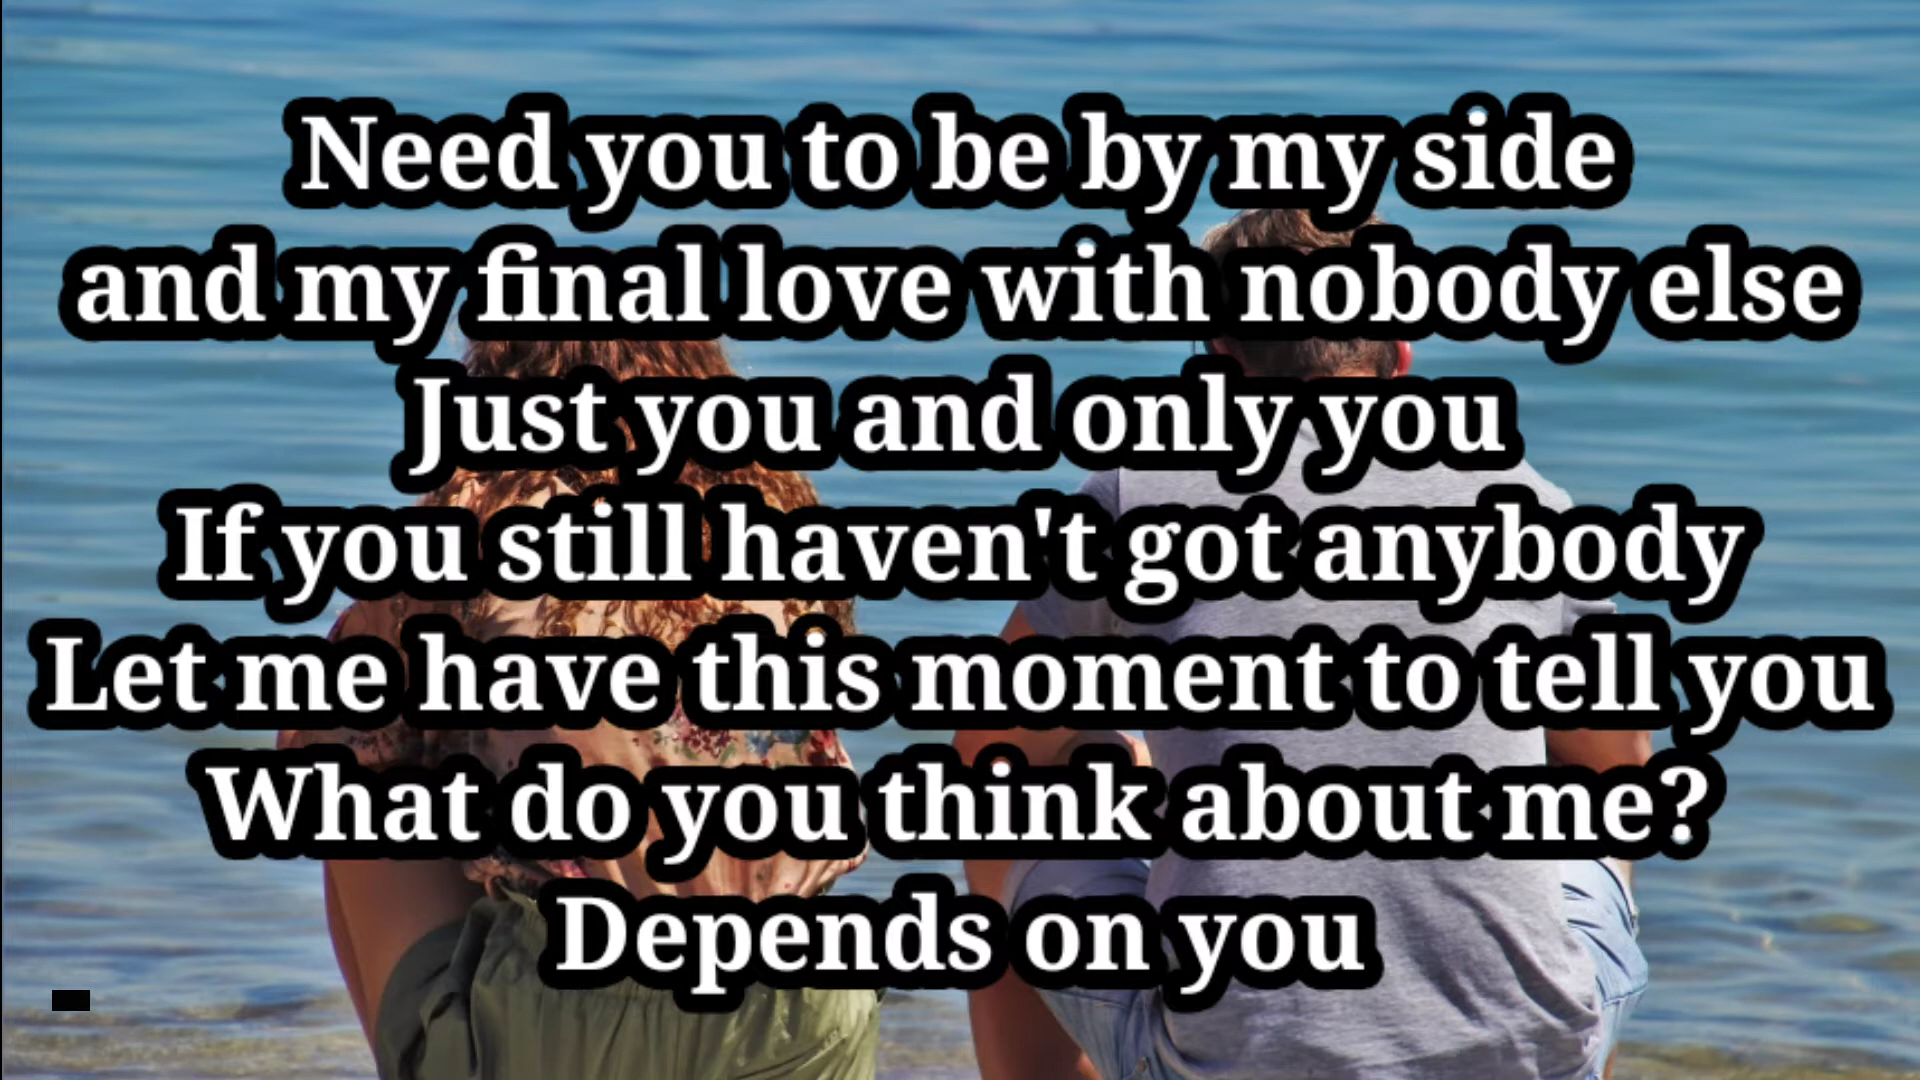 Need you to be by my side
and my final love with nobody else
Just you and only you
If you still haven't got anybody
Let me have this moment to tell you
What do you think about me?
Depends on you